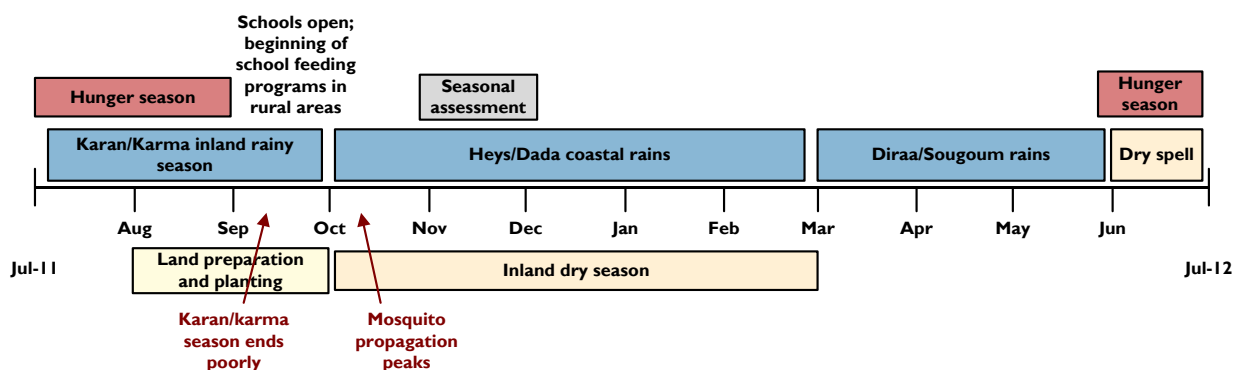 Schools open;
beginning of
school feeding
programs in
rural areas
Hunger season
Seasonal
assessment
Hunger
season
Karan/Karma inland rainy
season
Heys/Dada coastal rains
Diraa/Sougoum rains
Dry spell
Aug
Sep
Oct
Nov
Dec
Jan
Feb
Mar
Apr
May
Jun
Jul-11
Jul-12
Land preparation
and planting
Inland dry season
Karan/karma
season ends
poorly
Mosquito
propagation
peaks